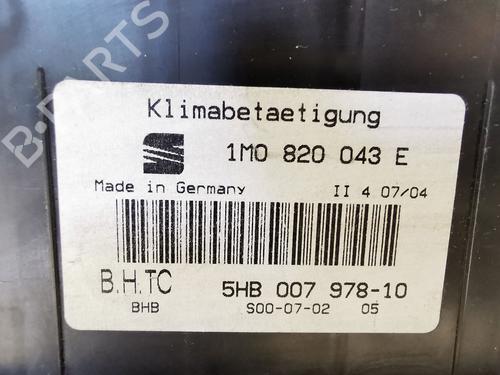 Klimabetaetigung
1M0 820 043 E
Made in Germany II 4 07/04
B.H.TC 5HB 007 978-10
BHB S00-07-02 05
B-PARTS